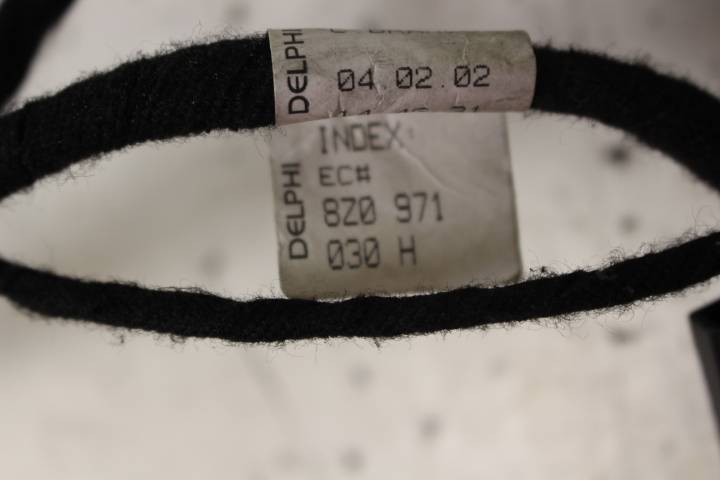 DELPHI
04 02.02
INDEX:
DELPHI
EC#
8Z0 971
030 H